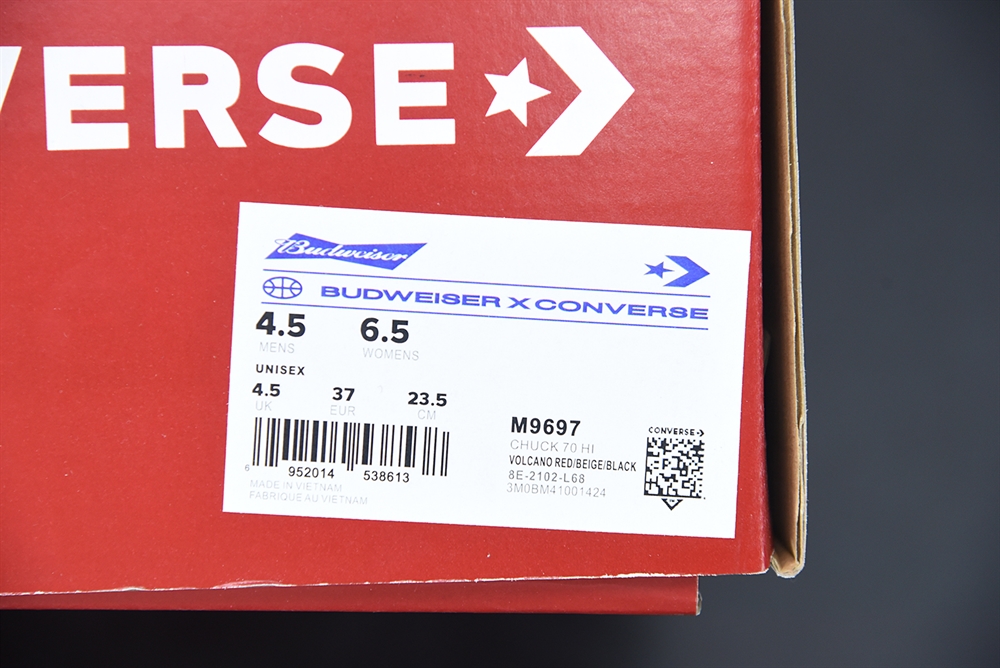 VERSE
Budweiser
BUDWEISER X CONVERSE
4.5 6.5
MENS WOMENS
UNISEX
4.5 37 23.5
UK EUR CM
6 952014 538613
MADE IN VIETNAM
FABRIQUE AU VIETNAM
M9697
CHUCK 70 HI
VOLCANO RED/BEIGE/BLACK
8E-2102-L68
3M0BM41001424
CONVERSE